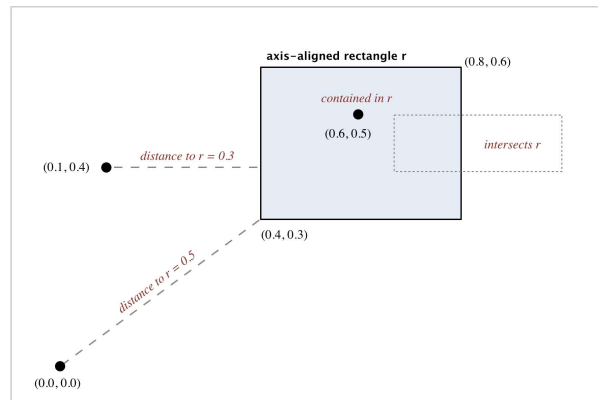 axis-aligned rectangle r
(0.8, 0.6)
contained in r
(0.6, 0.5)
intersects r
distance to r = 0.3
(0.1, 0.4)
(0.4, 0.3)
distance to r = 0.5
(0.0, 0.0)